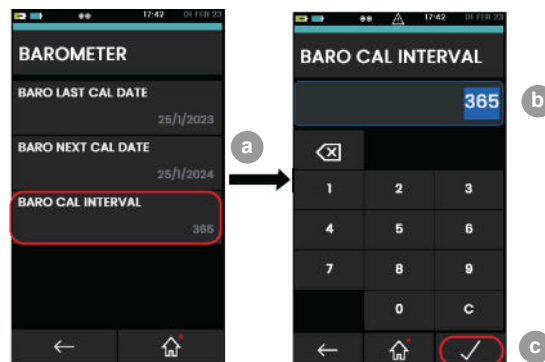 17:42 01 FEB 23
BAROMETER
BARO LAST CAL DATE
25/1/2023
BARO NEXT CAL DATE
25/1/2024
BARO CAL INTERVAL
365
a
17:42 01 FEB 23
BARO CAL INTERVAL
365
b
1 2 3
4 5 6
7 8 9
0 C
c